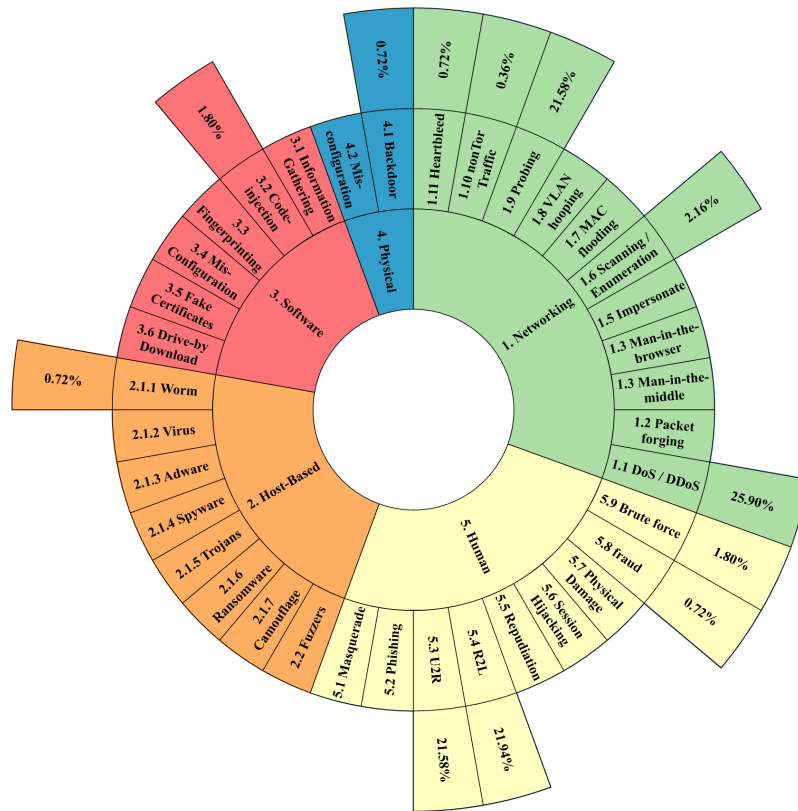 1. Networking
1.11 Heartbleed
0.72%
1.10 nonTor
Traffic
0.36%
1.9 Probing
21.58%
1.8 VLAN
hooping
1.7 MAC
flooding
1.6 Scanning /
Enumeration
2.16%
1.5 Impersonate
1.3 Man-in-the-
browser
1.3 Man-in-the-
middle
1.2 Packet
forging
1.1 DoS / DDoS
25.90%
5. Human
5.9 Brute force
1.80%
5.8 fraud
0.72%
5.7 Physical
Damage
5.6 Session
Hijacking
5.5 Repudiation
5.4 R2L
21.94%
5.3 U2R
21.58%
5.2 Phishing
5.1 Masquerade
2. Host-Based
2.2 Fuzzers
2.1.7
Camouflage
2.1.6
Ransomware
2.1.5 Trojans
2.1.4 Spyware
2.1.3 Adware
2.1.2 Virus
2.1.1 Worm
0.72%
3. Software
3.6 Drive-by
Download
3.5 Fake
Certificates
3.4 Mis-
Configuration
3.3
Fingerprinting
3.2 Code-
injection
1.80%
3.1 Information
Gathering
4. Physical
4.2 Mis-
configuration
4.1 Backdoor
0.72%